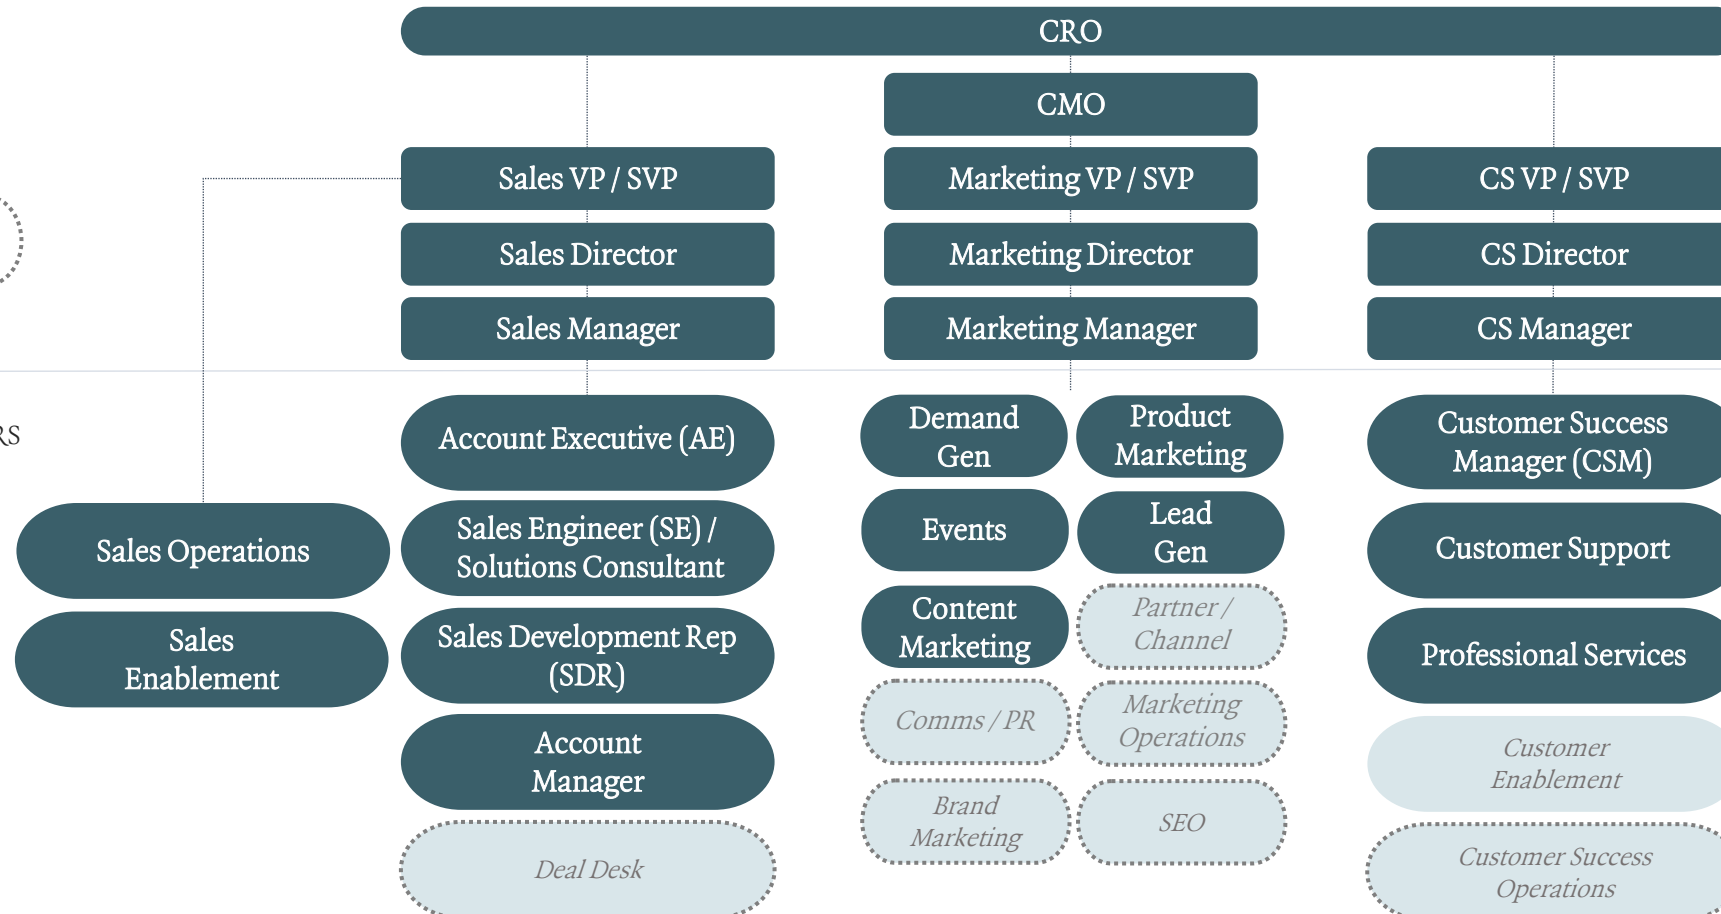 CRO
CMO
Sales VP / SVP
Marketing VP / SVP
CS VP / SVP
Sales Director
Marketing Director
CS Director
Sales Manager
Marketing Manager
CS Manager
RS
Sales Operations
Sales
Enablement
Account Executive (AE)
Sales Engineer (SE) /
Solutions Consultant
Sales Development Rep
(SDR)
Account
Manager
Deal Desk
Demand
Gen
Product
Marketing
Events
Lead
Gen
Content
Marketing
Partner /
Channel
Comms / PR
Marketing
Operations
Brand
Marketing
SEO
Customer Success
Manager (CSM)
Customer Support
Professional Services
Customer
Enablement
Customer Success
Operations